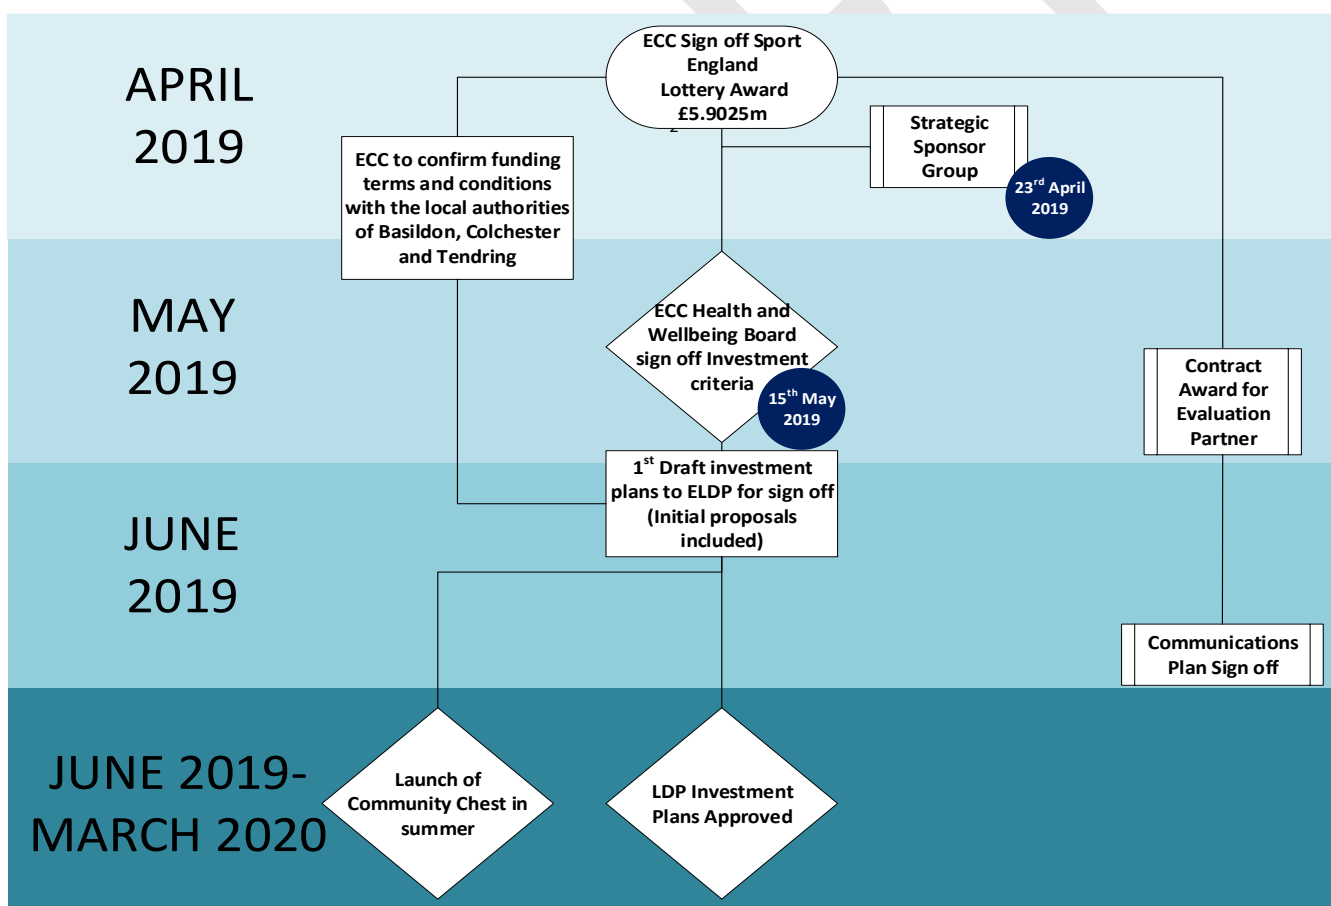 APRIL
2019
ECC Sign off Sport
England
Lottery Award
£5.9025m
Strategic
Sponsor
Group
23rd April
2019
ECC to confirm funding
terms and conditions
with the local authorities
of Basildon, Colchester
and Tendring
MAY
2019
ECC Health and
Wellbeing Board
sign off Investment
criteria
15th May
2019
Contract
Award for
Evaluation
Partner
JUNE
2019
1st Draft investment
plans to ELDP for sign off
(Initial proposals
included)
Communications
Plan Sign off
JUNE 2019-
MARCH 2020
Launch of
Community Chest in
summer
LDP Investment
Plans Approved